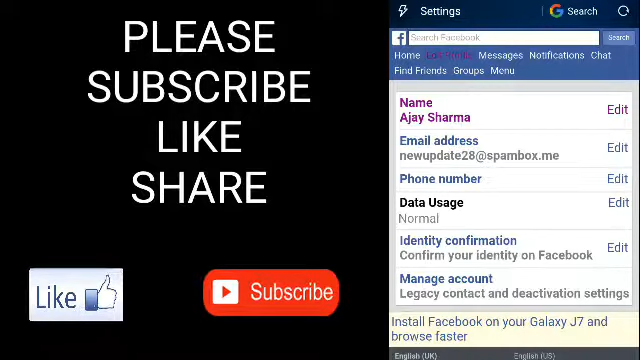 PLEASE
SUBSCRIBE
LIKE
SHARE
Like
Subscribe
Settings
Search
Search Facebook
Search
Home
Messages Notifications Chat
Find Friends Groups Menu
Name
Ajay Sharma
Edit
Email address
newupdate28@spambox.me
Edit
Phone number
Edit
Data Usage
Normal
Edit
Identity confirmation
Confirm your identity on Facebook
Edit
Manage account
Legacy contact and deactivation settings
Install Facebook on your Galaxy J7 and
browse faster
English (UK)
English (US)